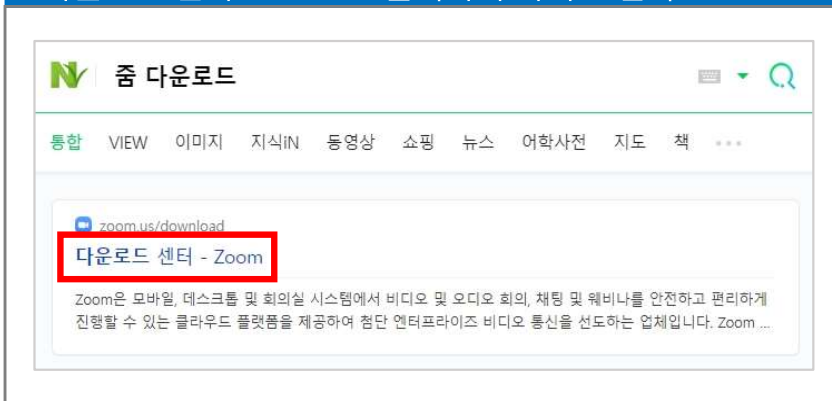 줌 다운로드
통합 VIEW 이미지 지식iN 동영상 쇼핑 뉴스 어학사전 지도 책
zoom.us/download
다운로드 센터 - Zoom
Zoom은 모바일, 데스크톱 및 회의실 시스템에서 비디오 및 오디오 회의, 채팅 및 웨비나를 안전하고 편리하게
진행할 수 있는 클라우드 플랫폼을 제공하여 첨단 엔터프라이즈 비디오 통신을 선도하는 업체입니다. Zoom ...